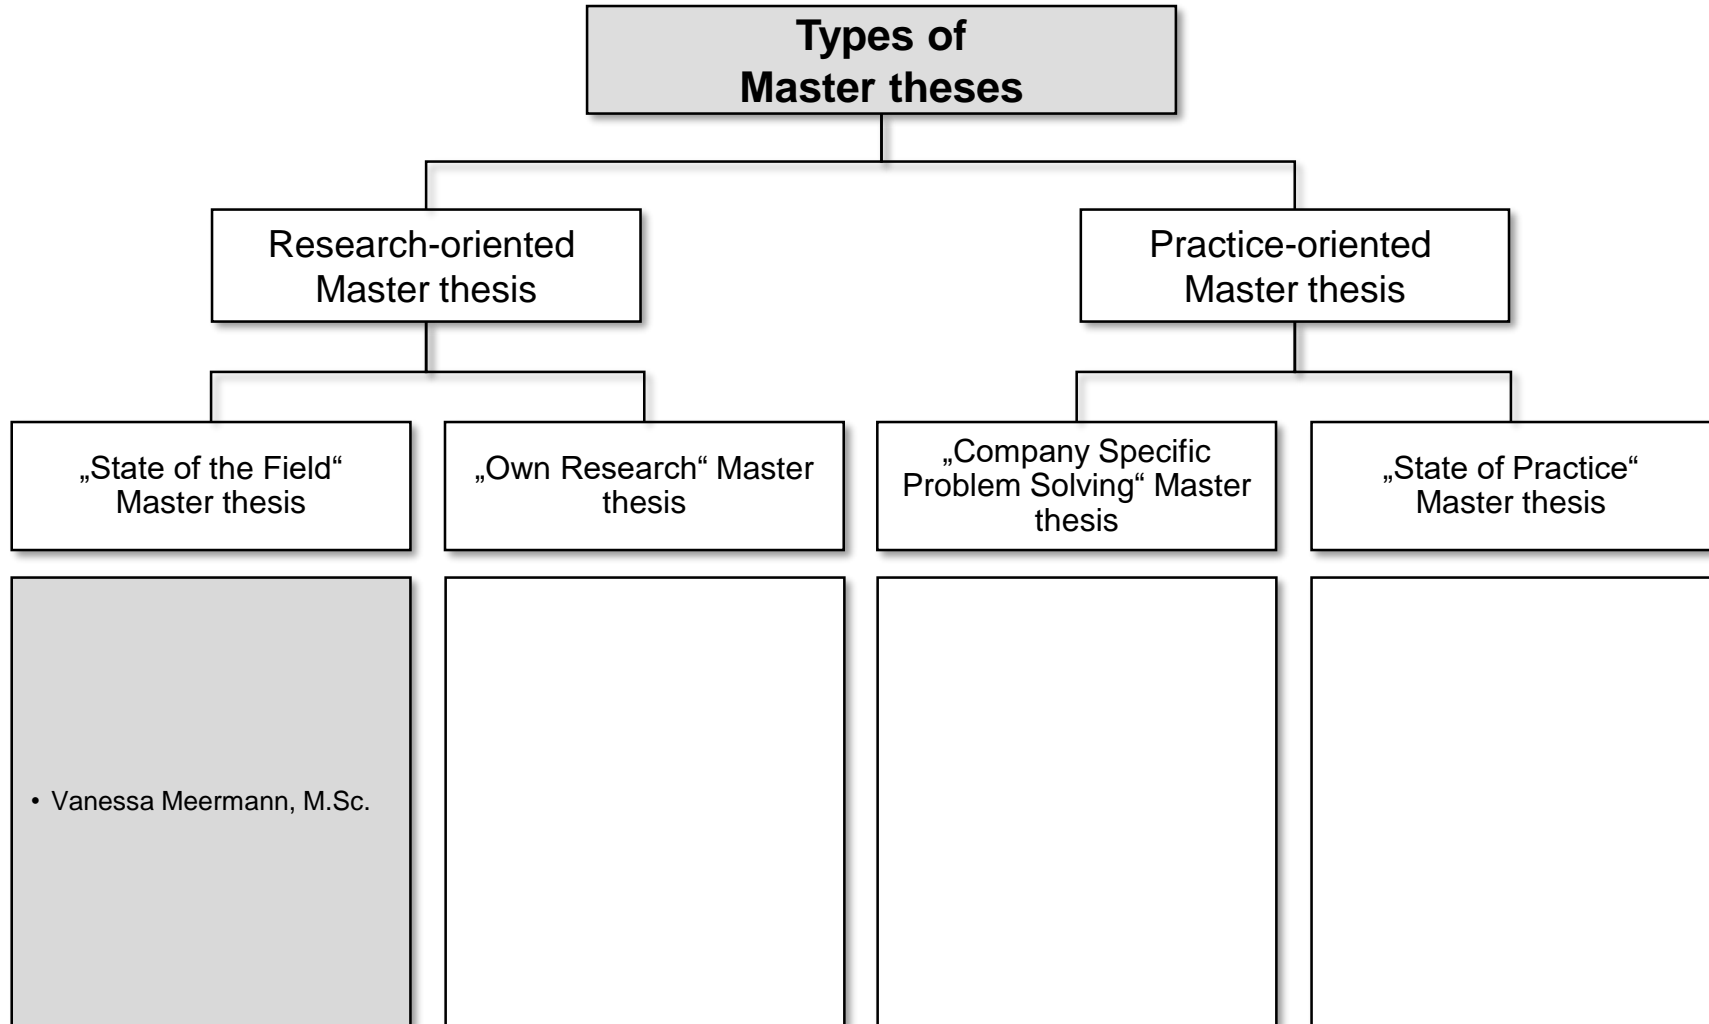 Types of
Master theses
Research-oriented
Master thesis
Practice-oriented
Master thesis
„State of the Field“
Master thesis
„Own Research“ Master
thesis
„Company Specific
Problem Solving“ Master
thesis
„State of Practice“
Master thesis
• Vanessa Meermann, M.Sc.